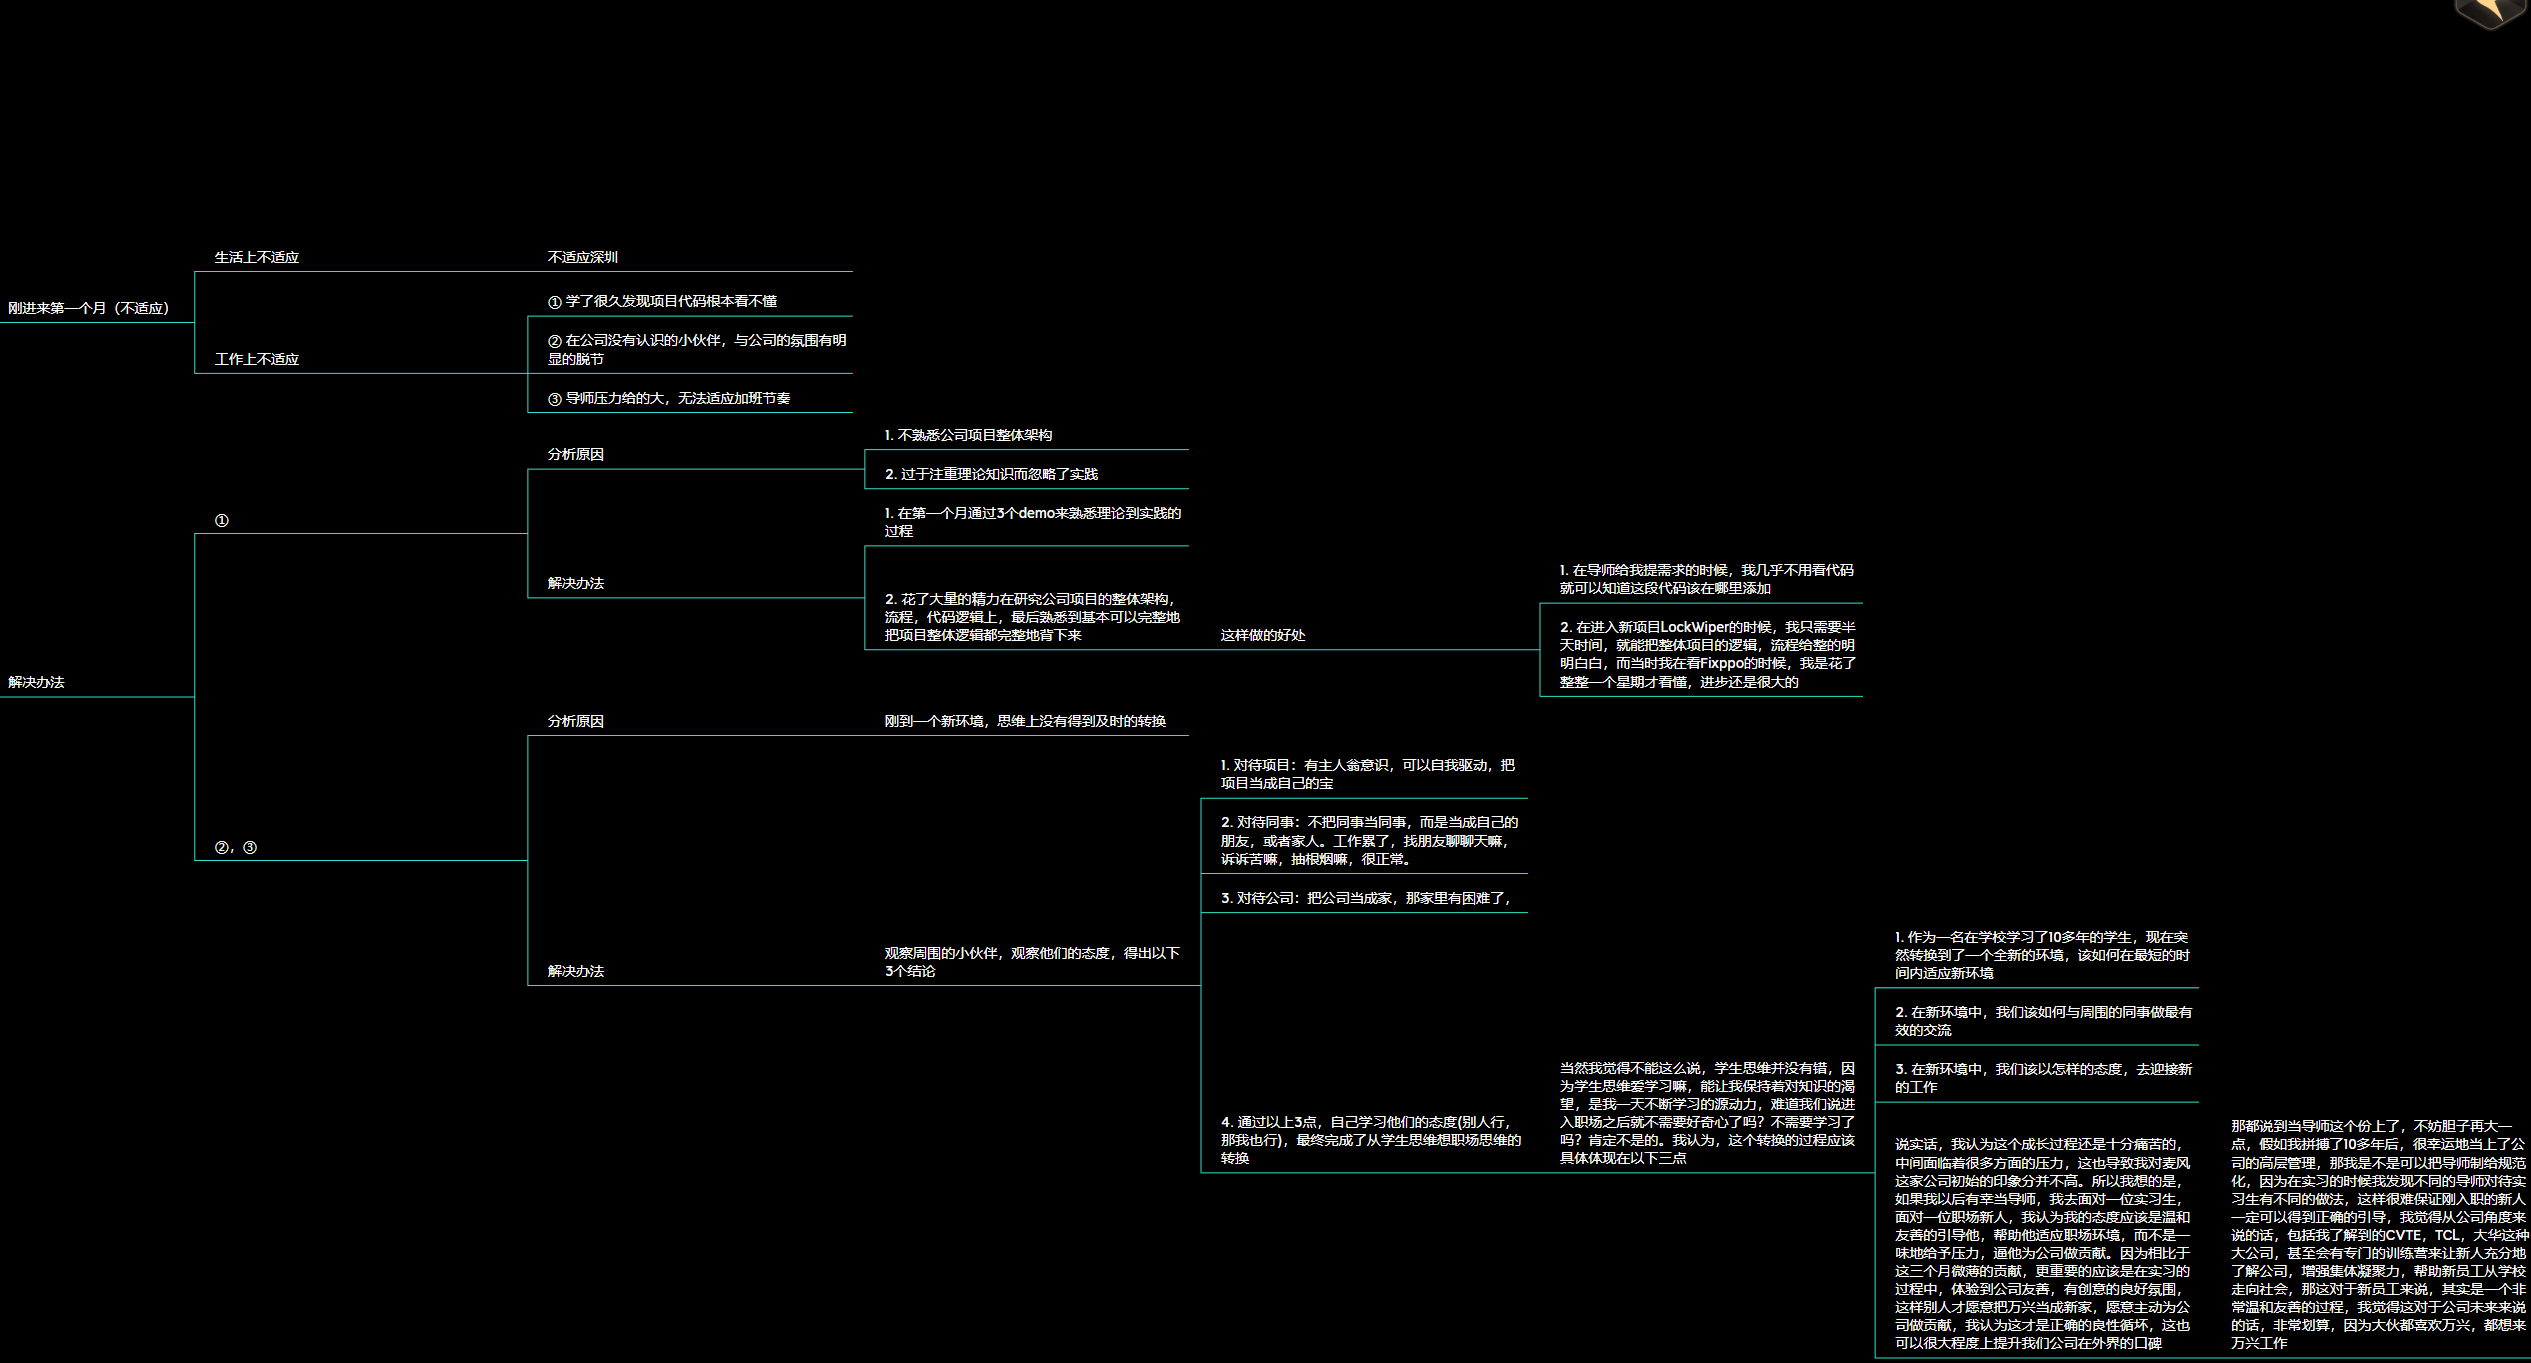 刚进来第一个月（不适应）
生活上不适应
不适应深圳
工作上不适应
① 学了很久发现项目代码根本看不懂
② 在公司没有认识的小伙伴，与公司的氛围有明
显的脱节
③ 导师压力给的大，无法适应加班节奏
解决办法
①
分析原因
1. 不熟悉公司项目整体架构
2. 过于注重理论知识而忽略了实践
解决办法
1. 在第一个月通过3个demo来熟悉理论到实践的
过程
2. 花了大量的精力在研究公司项目的整体架构，
流程，代码逻辑上，最后熟悉到基本可以完整地
把项目整体逻辑都完整地背下来
这样做的好处
1. 在导师给我提需求的时候，我几乎不用看代码
就可以知道这段代码该在哪里添加
2. 在进入新项目LockWiper的时候，我只需要半
天时间，就能把整体项目的逻辑，流程给整的明
明白白，而当时我在看Fixppo的时候，我是花了
整整一个星期才看懂，进步还是很大的
②，③
分析原因
刚到一个新环境，思维上没有得到及时的转换
解决办法
观察周围的小伙伴，观察他们的态度，得出以下
3个结论
1. 对待项目：有主人翁意识，可以自我驱动，把
项目当成自己的宝
2. 对待同事：不把同事当同事，而是当成自己的
朋友，或者家人。工作累了，找朋友聊聊天嘛，
诉诉苦嘛，抽根烟嘛，很正常。
3. 对待公司：把公司当成家，那家里有困难了，
4. 通过以上3点，自己学习他们的态度(别人行，
那我也行)，最终完成了从学生思维想职场思维的
转换
当然我觉得不能这么说，学生思维并没有错，因
为学生思维爱学习嘛，能让我保持着对知识的渴
望，是我一天不断学习的源动力，难道我们说进
入职场之后就不需要好奇心了吗？不需要学习了
吗？肯定不是的。我认为，这个转换的过程应该
具体体现在以下三点
1. 作为一名在学校学习了10多年的学生，现在突
然转换到了一个全新的环境，该如何在最短的时
间内适应新环境
2. 在新环境中，我们该如何与周围的同事做最有
效的交流
3. 在新环境中，我们该以怎样的态度，去迎接新
的工作
说实话，我认为这个成长过程还是十分痛苦的，
中间面临着很多方面的压力，这也导致我对麦风
这家公司初始的印象分并不高。所以我想的是，
如果我以后有幸当导师，我去面对一位实习生，
面对一位职场新人，我认为我的态度应该是温和
友善的引导他，帮助他适应职场环境，而不是一
味地给予压力，逼他为公司做贡献。因为相比于
这三个月微薄的贡献，更重要的应该是在实习的
过程中，体验到公司友善，有创意的良好氛围，
这样别人才愿意把万兴当成新家，愿意主动为公
司做贡献，我认为这才是正确的良性循环，这也
可以很大程度上提升我们公司在外界的口碑
那都说到当导师这个份上了，不妨胆子再大一
点，假如我拼搏了10多年后，很幸运地当上了公
司的高层管理，那我是不是可以把导师制给规范
化，因为在实习的时候我发现不同的导师对待实
习生有不同的做法，这样很难保证刚入职的新人
一定可以得到正确的引导，我觉得从公司角度来
说的话，包括我了解到的CVTE，TCL，大华这种
大公司，甚至会有专门的训练营来让新人充分地
了解公司，增强集体凝聚力，帮助新员工从学校
走向社会，那这对于新员工来说，其实是一个非
常温和友善的过程，我觉得这对于公司未来来说
的话，非常划算，因为大伙都喜欢万兴，都想来
万兴工作